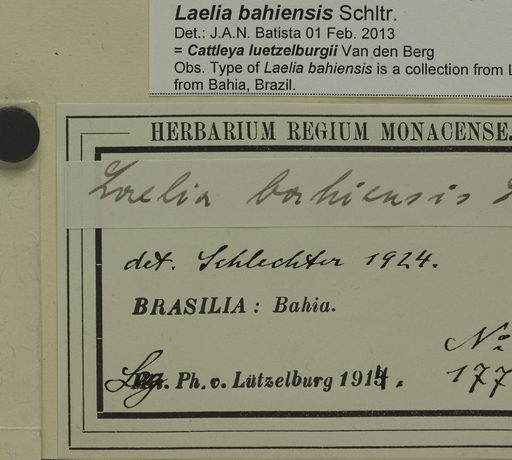 Laelia bahiensis Schltr.
Det.: J.A.N. Batista 01 Feb. 2013
= Cattleya luetzelburgii Van den Berg
Obs. Type of Laelia bahiensis is a collection from L
from Bahia, Brazil.
HERBARIUM REGIUM MONACENSE.
Laelia bahiensis
det. Schlechter 1924.
BRASILIA: Bahia.
No.
Leg. Ph. v. Lützelburg 1914. 177